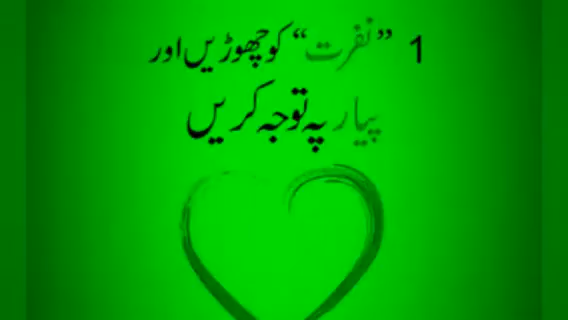 1 ”نفرت“ کو چھوڑیں اور
پیار پہ توجہ کریں